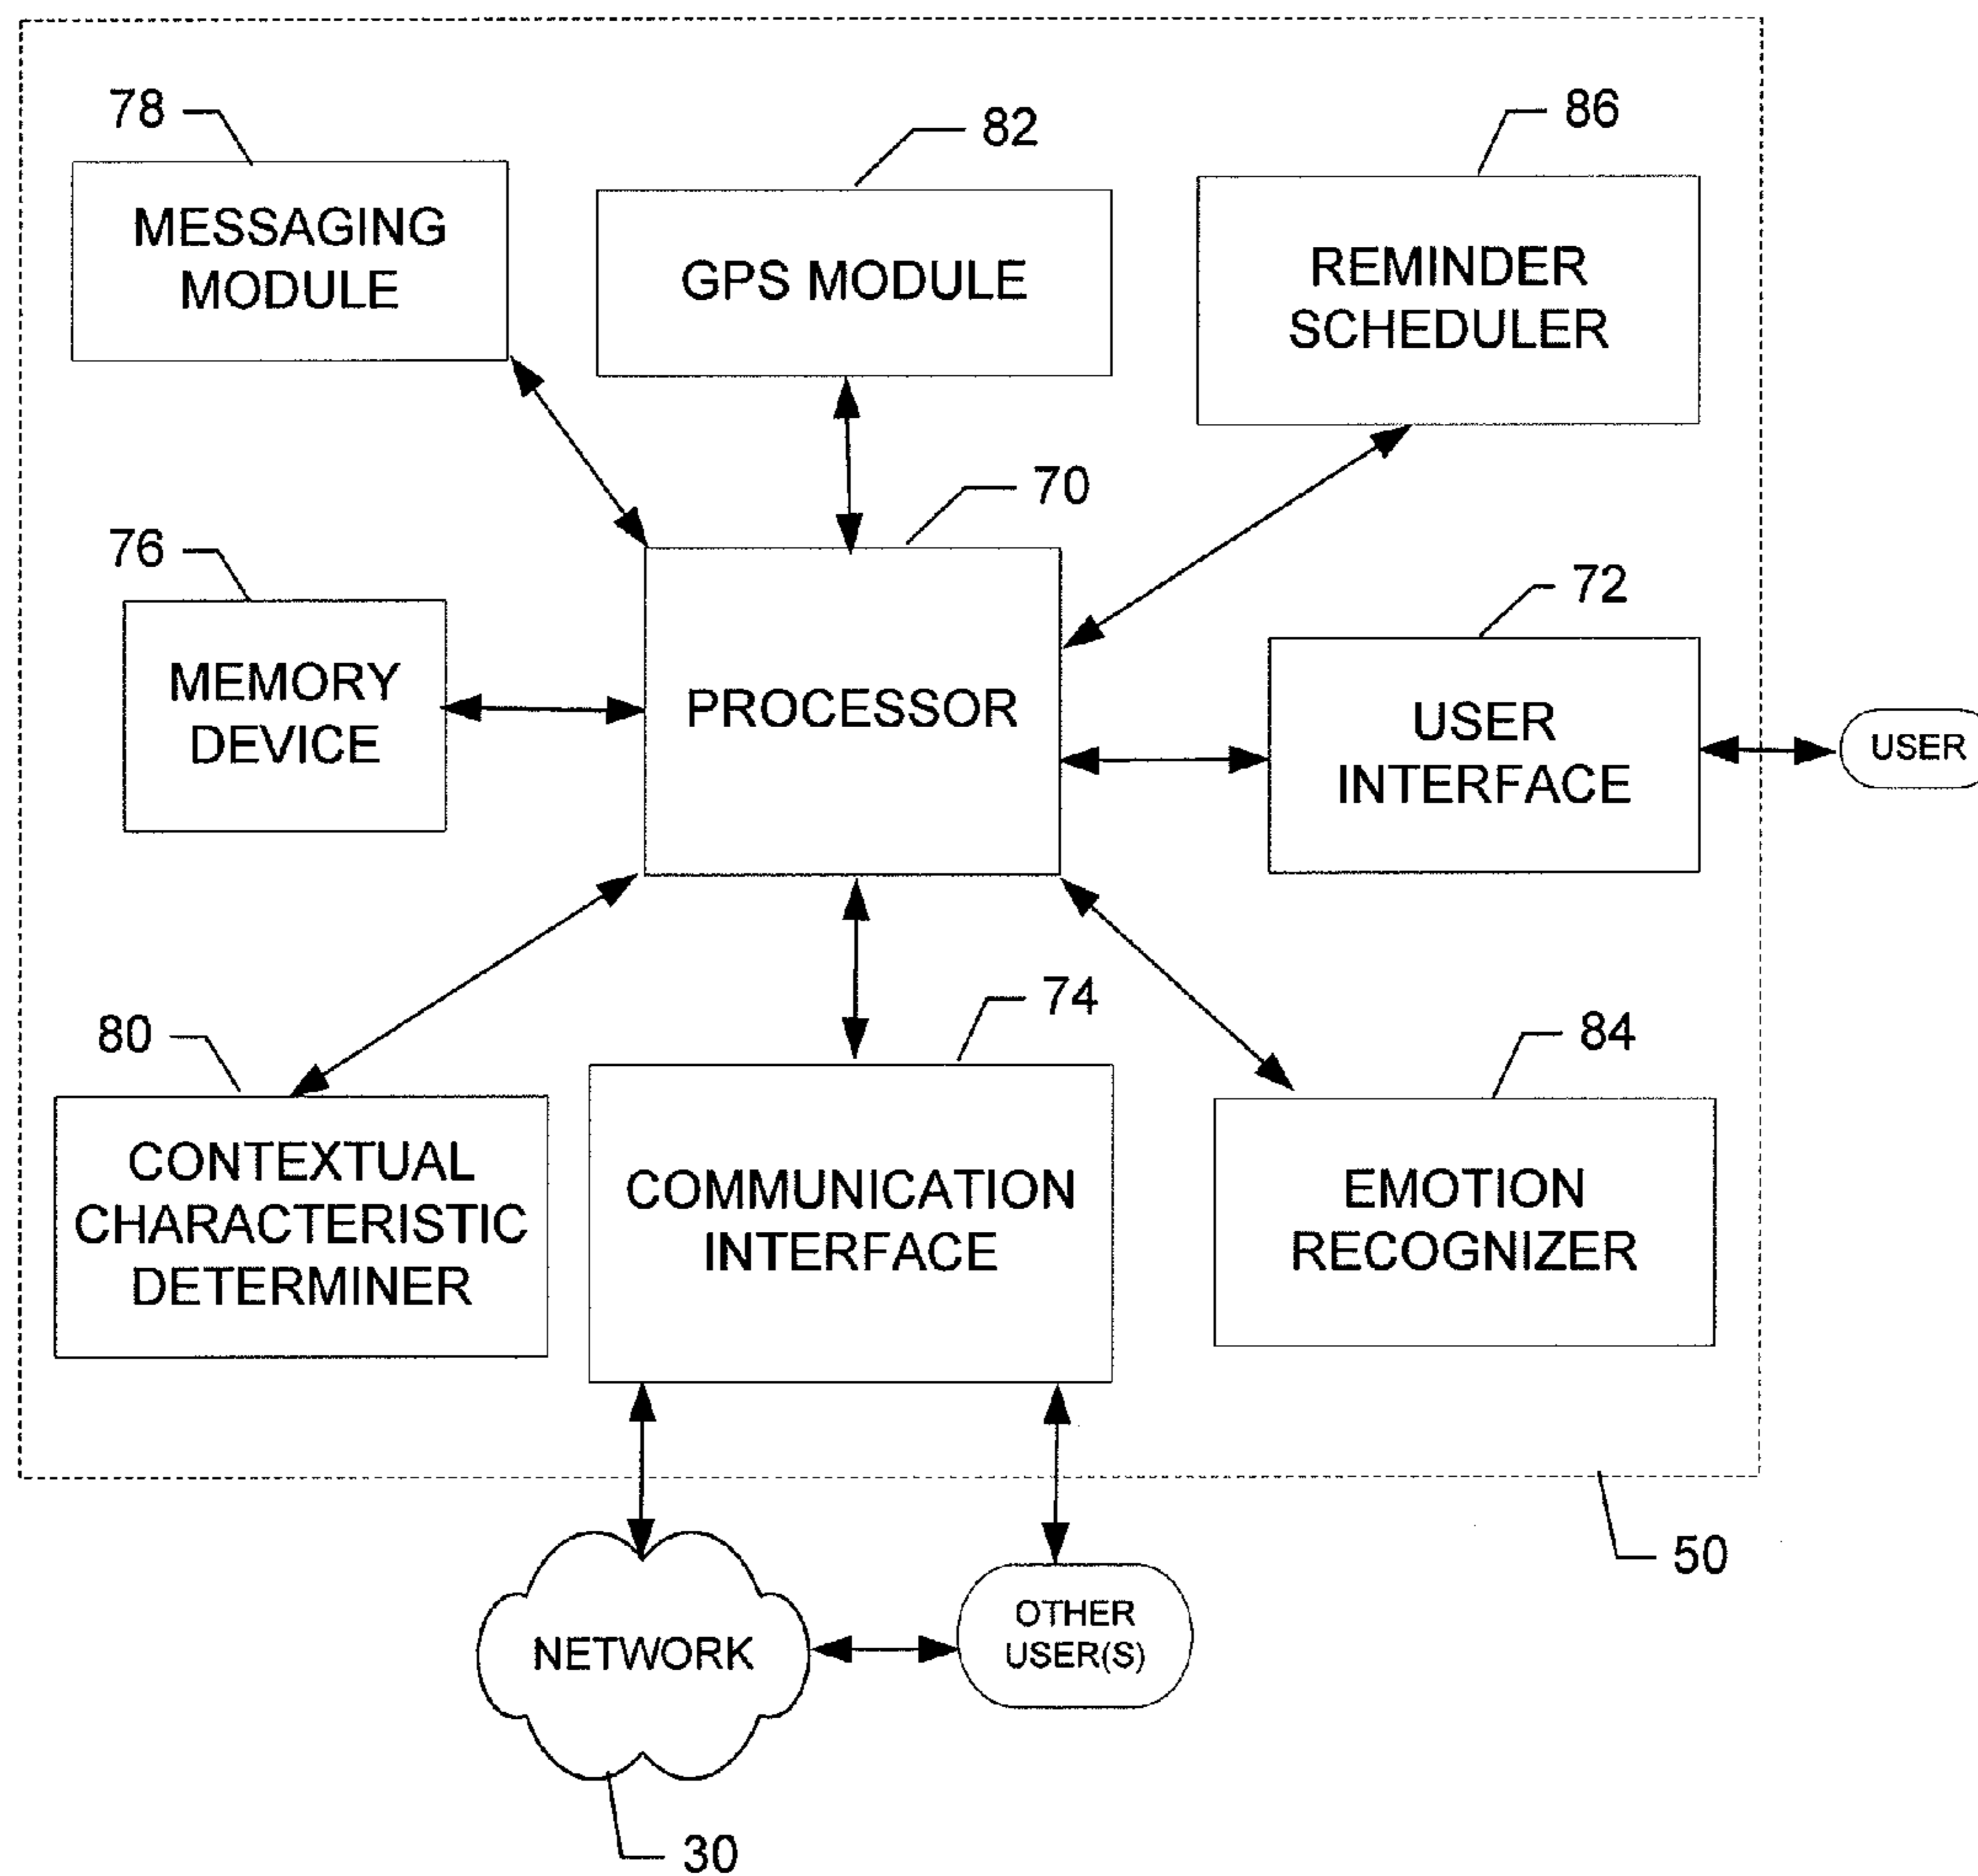 78
82
86
MESSAGING
MODULE
GPS MODULE
REMINDER
SCHEDULER
70
76
72
MEMORY
DEVICE
PROCESSOR
USER
INTERFACE
USER
80
74
84
CONTEXTUAL
CHARACTERISTIC
DETERMINER
COMMUNICATION
INTERFACE
EMOTION
RECOGNIZER
50
NETWORK
OTHER
USER(S)
30